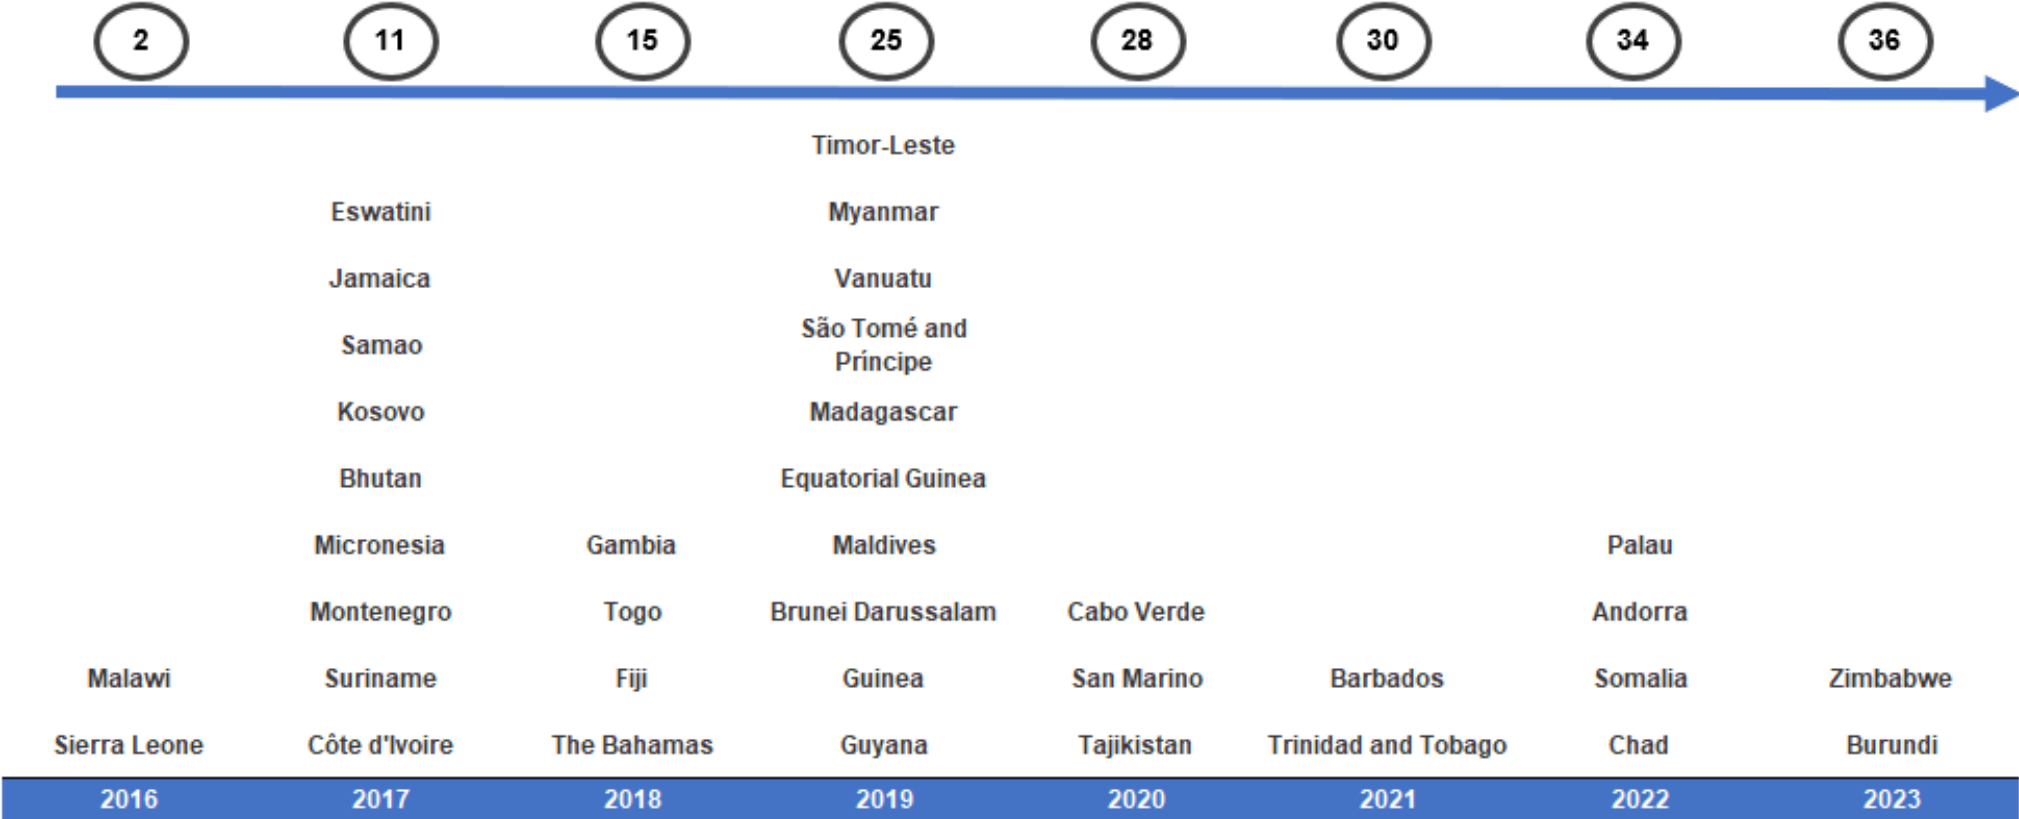 2 11 15 25 28 30 34 36
Timor-Leste
Eswatini Myanmar
Jamaica Vanuatu
Samao São Tomé and
Príncipe
Kosovo Madagascar
Bhutan Equatorial Guinea
Micronesia Gambia Maldives Palau
Montenegro Togo Brunei Darussalam Cabo Verde Andorra
Malawi Suriname Fiji Guinea San Marino Barbados Somalia Zimbabwe
Sierra Leone Côte d'Ivoire The Bahamas Guyana Tajikistan Trinidad and Tobago Chad Burundi
2016 2017 2018 2019 2020 2021 2022 2023